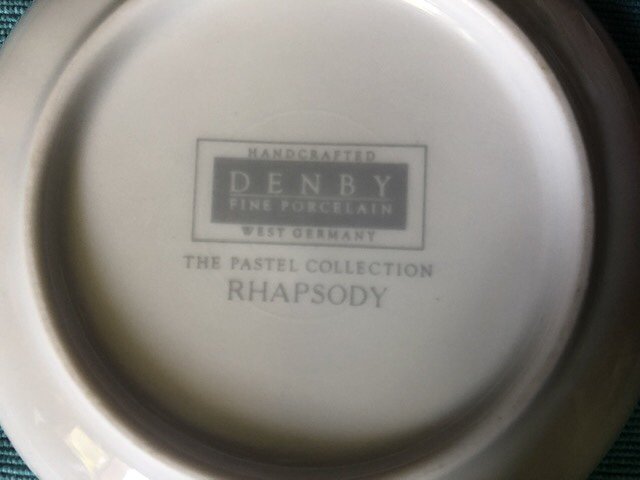 HANDCRAFTED
DENBY
FINE PORCELAIN
WEST GERMANY
THE PASTEL COLLECTION
RHAPSODY